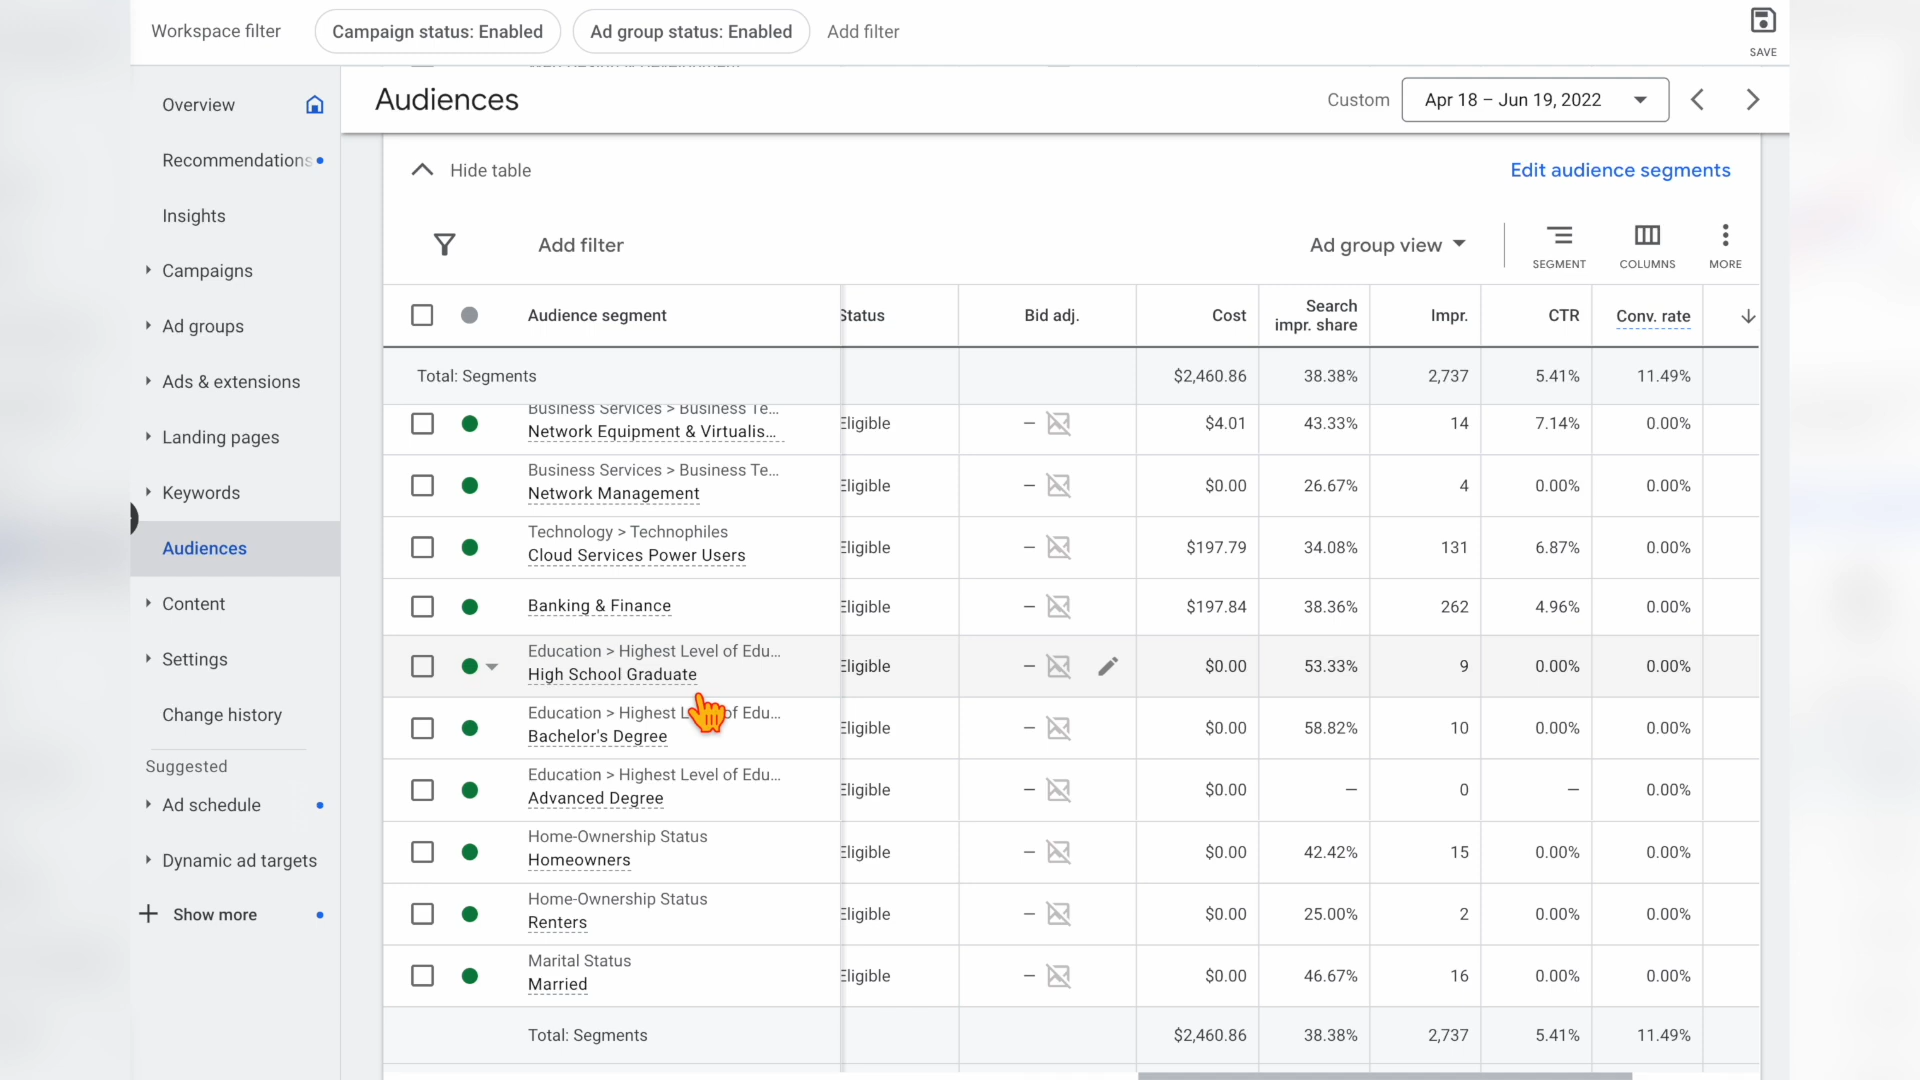 Workspace filter
Campaign status: Enabled
Ad group status: Enabled
Add filter
SAVE
Overview
Recommendations
Insights
Campaigns
Ad groups
Ads & extensions
Landing pages
Keywords
Audiences
Content
Settings
Change history
Suggested
Ad schedule
Dynamic ad targets
Show more
Audiences
Custom
Apr 18 – Jun 19, 2022
Hide table
Edit audience segments
Add filter
Ad group view
SEGMENT
COLUMNS
MORE
Audience segment Status Bid adj. Cost Search impr. share Impr. CTR Conv. rate
Total: Segments $2,460.86 38.38% 2,737 5.41% 11.49%
Business Services > Business Te...
Network Equipment & Virtualis... Eligible – $4.01 43.33% 14 7.14% 0.00%
Business Services > Business Te...
Network Management Eligible – $0.00 26.67% 4 0.00% 0.00%
Technology > Technophiles
Cloud Services Power Users Eligible – $197.79 34.08% 131 6.87% 0.00%
Banking & Finance Eligible – $197.84 38.36% 262 4.96% 0.00%
Education > Highest Level of Edu...
High School Graduate Eligible – $0.00 53.33% 9 0.00% 0.00%
Education > Highest L of Edu...
Bachelor's Degree Eligible – $0.00 58.82% 10 0.00% 0.00%
Education > Highest Level of Edu...
Advanced Degree Eligible – $0.00 – 0 – 0.00%
Home-Ownership Status
Homeowners Eligible – $0.00 42.42% 15 0.00% 0.00%
Home-Ownership Status
Renters Eligible – $0.00 25.00% 2 0.00% 0.00%
Marital Status
Married Eligible – $0.00 46.67% 16 0.00% 0.00%
Total: Segments $2,460.86 38.38% 2,737 5.41% 11.49%